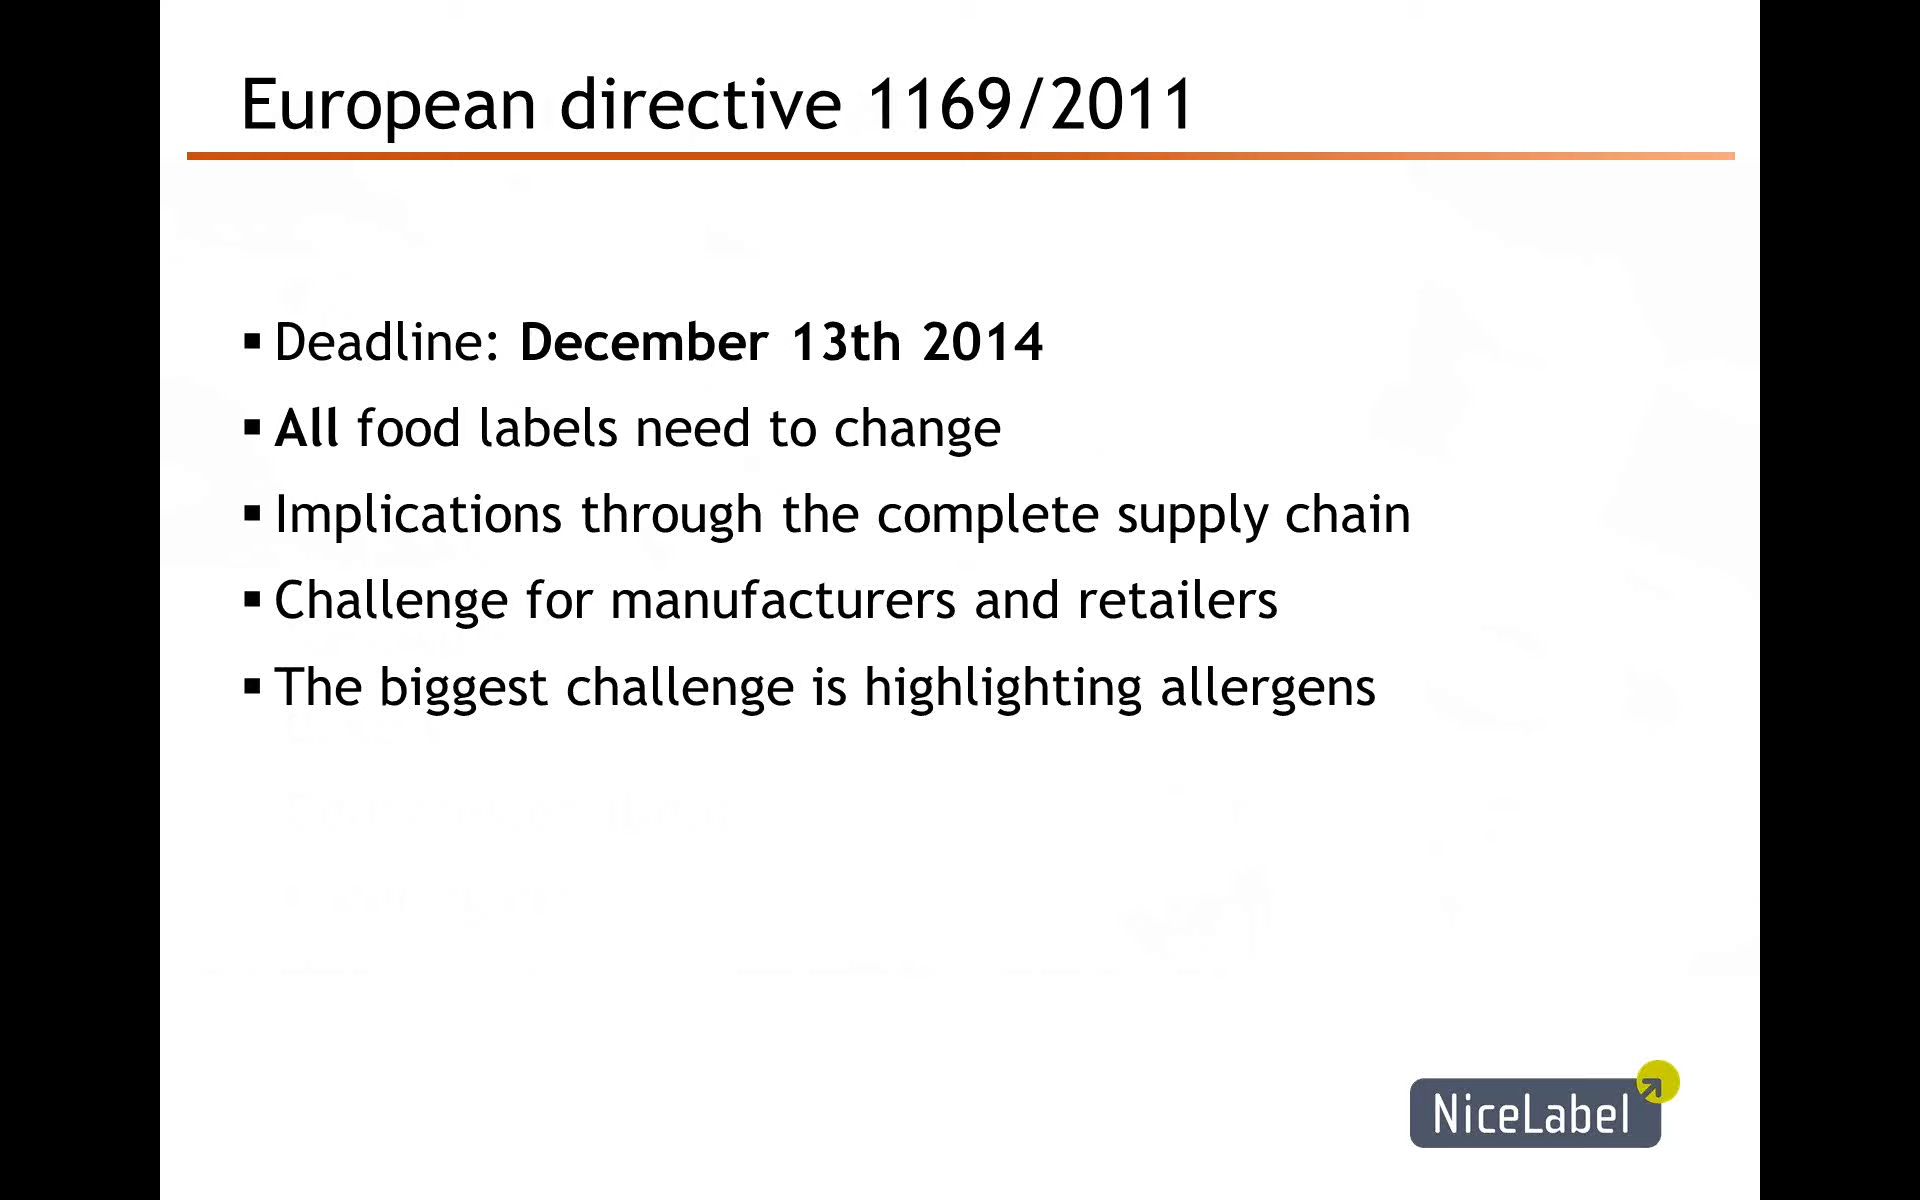 European directive 1169/2011
▪ Deadline: December 13th 2014
▪ All food labels need to change
▪ Implications through the complete supply chain
▪ Challenge for manufacturers and retailers
▪ The biggest challenge is highlighting allergens
NiceLabel